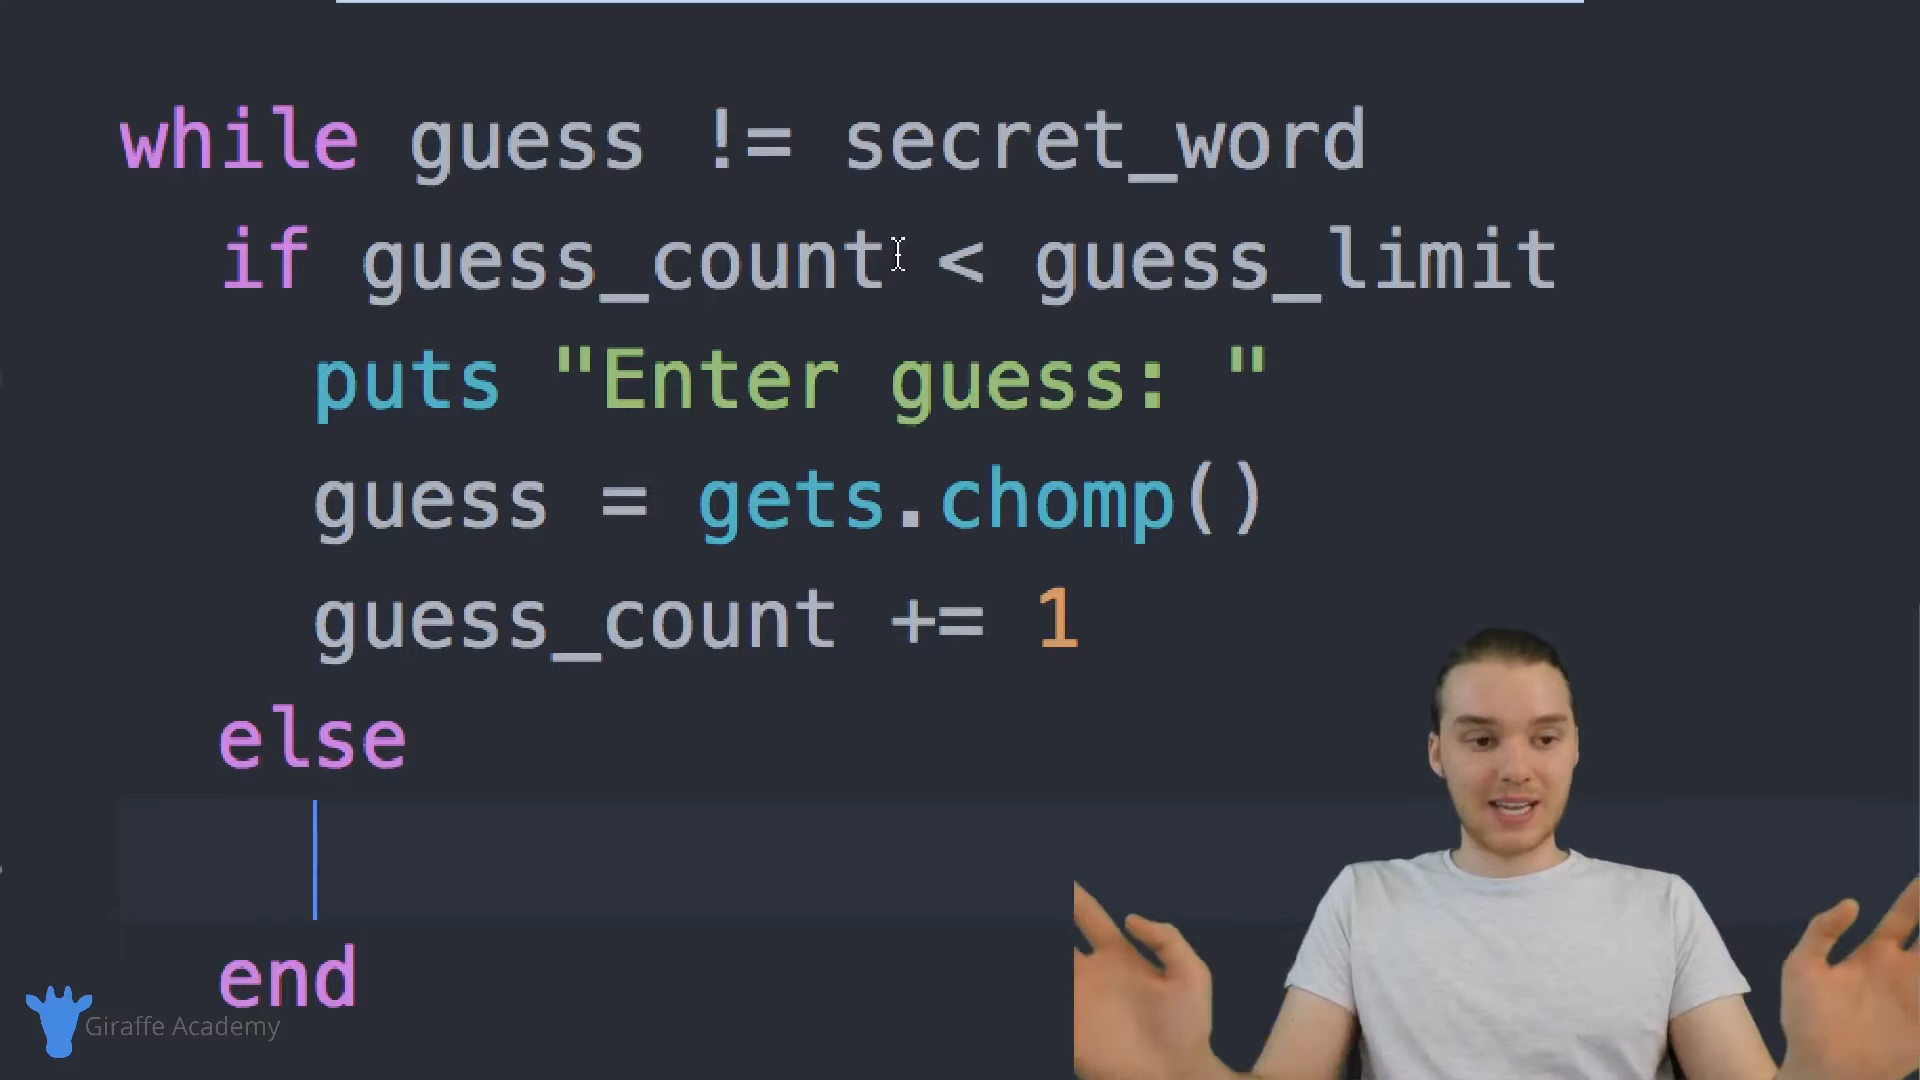 while guess != secret_word
if guess_count < guess_limit
puts "Enter guess: "
guess = gets.chomp()
guess_count += 1
else
end
Giraffe Academy